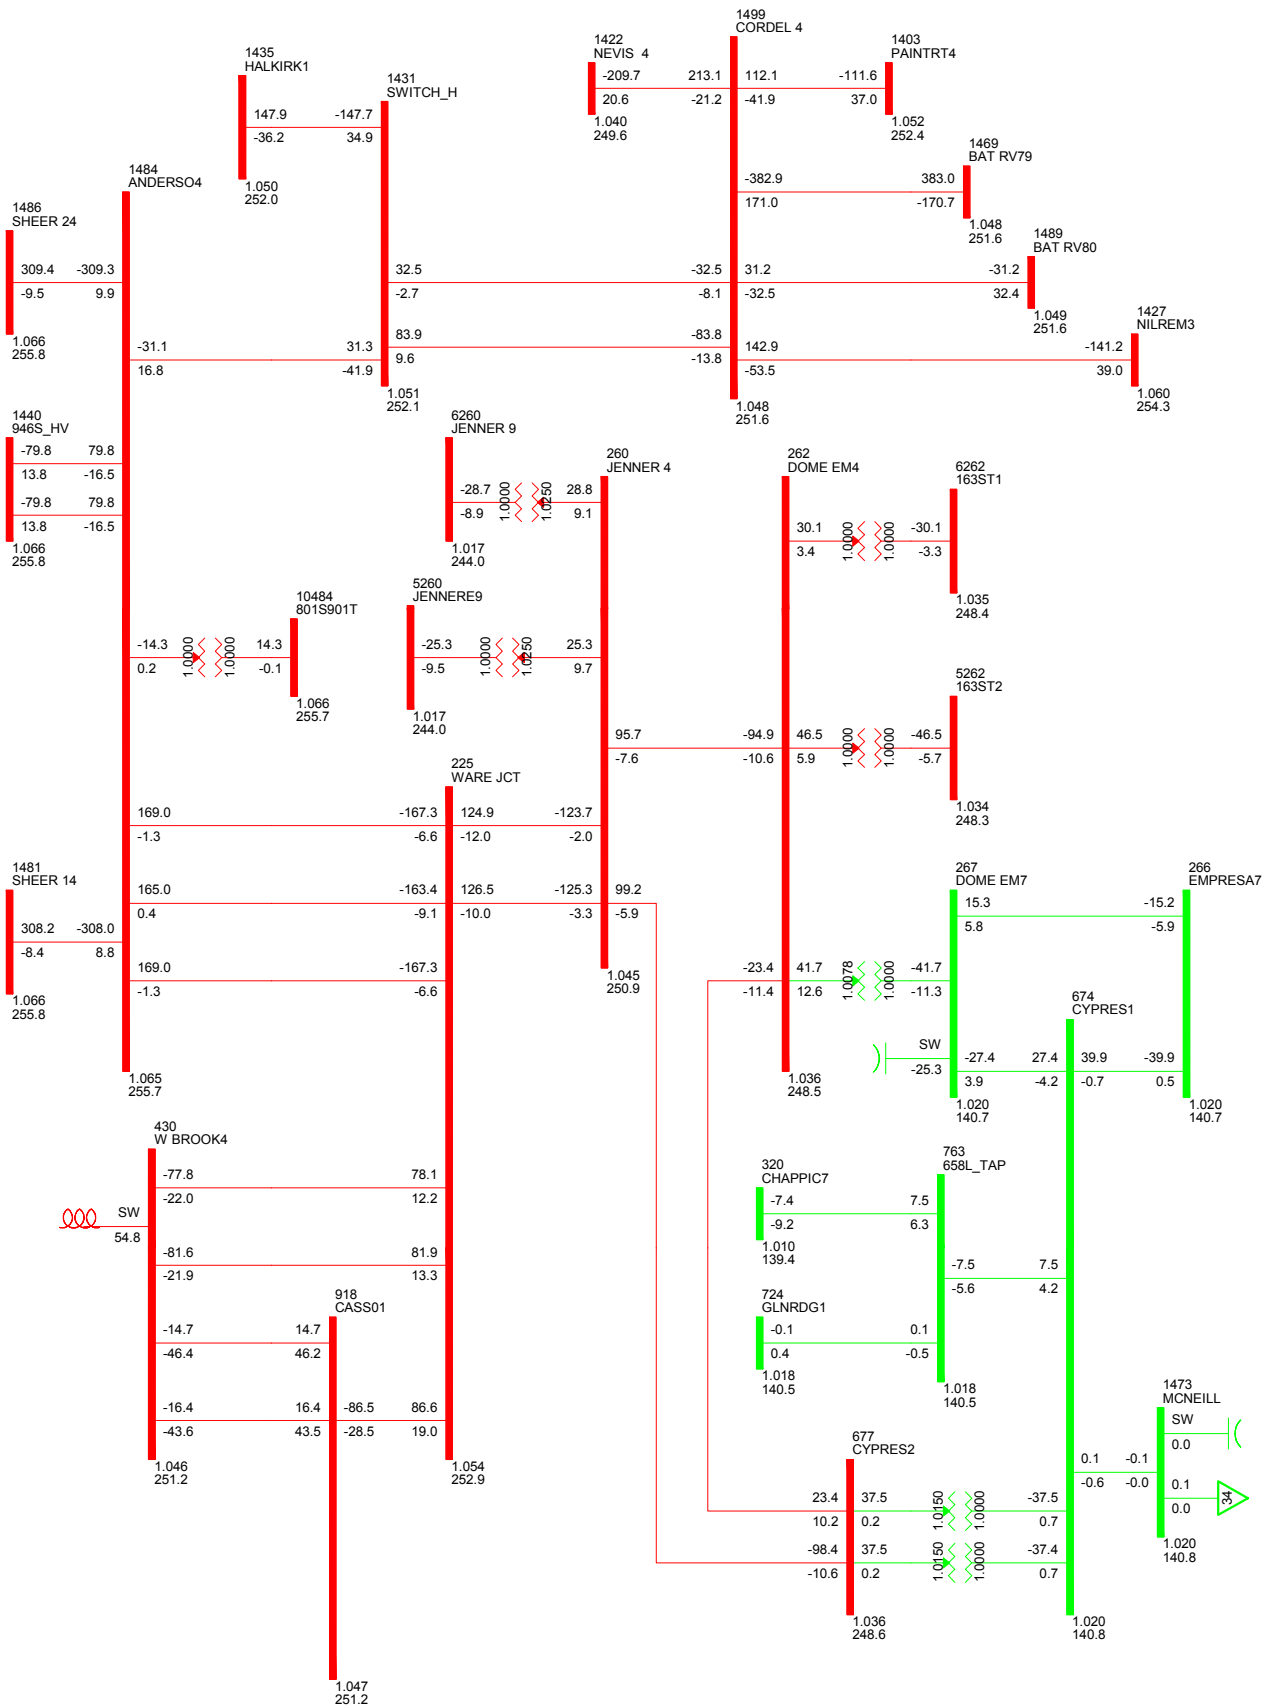 1499
CORDEL 4
1422
NEVIS 4
-209.7 213.1
20.6 -21.2
1.040
249.6
1403
PAINTRT4
112.1 -111.6
-41.9 37.0
1.052
252.4
1435
HALKIRK1
147.9 -147.7
-36.2 34.9
1.050
252.0
1431
SWITCH_H
1469
BAT RV79
-382.9 383.0
171.0 -170.7
1.048
251.6
1484
ANDERSO4
1486
SHEER 24
309.4 -309.3
-9.5 9.9
1.066
255.8
1489
BAT RV80
32.5 -32.5 31.2 -31.2
-2.7 -8.1 -32.5 32.4
1.049
251.6
1427
NILREM3
-31.1 31.3 83.9 -83.8 142.9 -141.2
16.8 -41.9 9.6 -13.8 -53.5 39.0
1.051
252.1
1.048
251.6
1.060
254.3
1440
946S_HV
-79.8 79.8
13.8 -16.5
-79.8 79.8
13.8 -16.5
1.066
255.8
6260
JENNER 9
-28.7 1.0000 1.0250 28.8
-8.9 9.1
1.017
244.0
260
JENNER 4
262
DOME EM4
6262
163ST1
30.1 1.0000 1.0000 -30.1
3.4 -3.3
1.035
248.4
10484
801S901T
-14.3 1.0000 1.0000 14.3
0.2 -0.1
1.066
255.7
5260
JENNERE9
-25.3 1.0000 1.0250 25.3
-9.5 9.7
1.017
244.0
5262
163ST2
95.7 -94.9 46.5 1.0000 1.0000 -46.5
-7.6 -10.6 5.9 -5.7
1.034
248.3
225
WARE JCT
169.0 -167.3 124.9 -123.7
-1.3 -6.6 -12.0 -2.0
1481
SHEER 14
308.2 -308.0
-8.4 8.8
1.066
255.8
165.0 -163.4 126.5 -125.3 99.2
0.4 -9.1 -10.0 -3.3 -5.9
169.0 -167.3
-1.3 -6.6
1.045
250.9
1.065
255.7
267
DOME EM7
266
EMPRESA7
15.3 -15.2
5.8 -5.9
-23.4 41.7 1.0078 1.0000 -41.7
-11.4 12.6 -11.3
674
CYPRES1
SW
-25.3
-27.4 27.4 39.9 -39.9
3.9 -4.2 -0.7 0.5
1.036
248.5
1.020
140.7
1.020
140.7
430
W BROOK4
-77.8 78.1
-22.0 12.2
SW
54.8
-81.6 81.9
-21.9 13.3
918
CASS01
-14.7 14.7
-46.4 46.2
-16.4 16.4 -86.5 86.6
-43.6 43.5 -28.5 19.0
1.046
251.2
1.054
252.9
1.047
251.2
320
CHAPPIC7
-7.4 7.5
-9.2 6.3
1.010
139.4
763
658L_TAP
-7.5 7.5
-5.6 4.2
724
GLNRDG1
-0.1 0.1
0.4 -0.5
1.018
140.5
1.018
140.5
1473
MCNEILL
SW
0.0
0.1 -0.1 0.1
-0.6 -0.0 0.0
34
1.020
140.8
677
CYPRES2
23.4 37.5 1.0150 1.0000 -37.5
10.2 0.2 0.7
-98.4 37.5 1.0150 1.0000 -37.4
-10.6 0.2 0.7
1.036
248.6
1.020
140.8